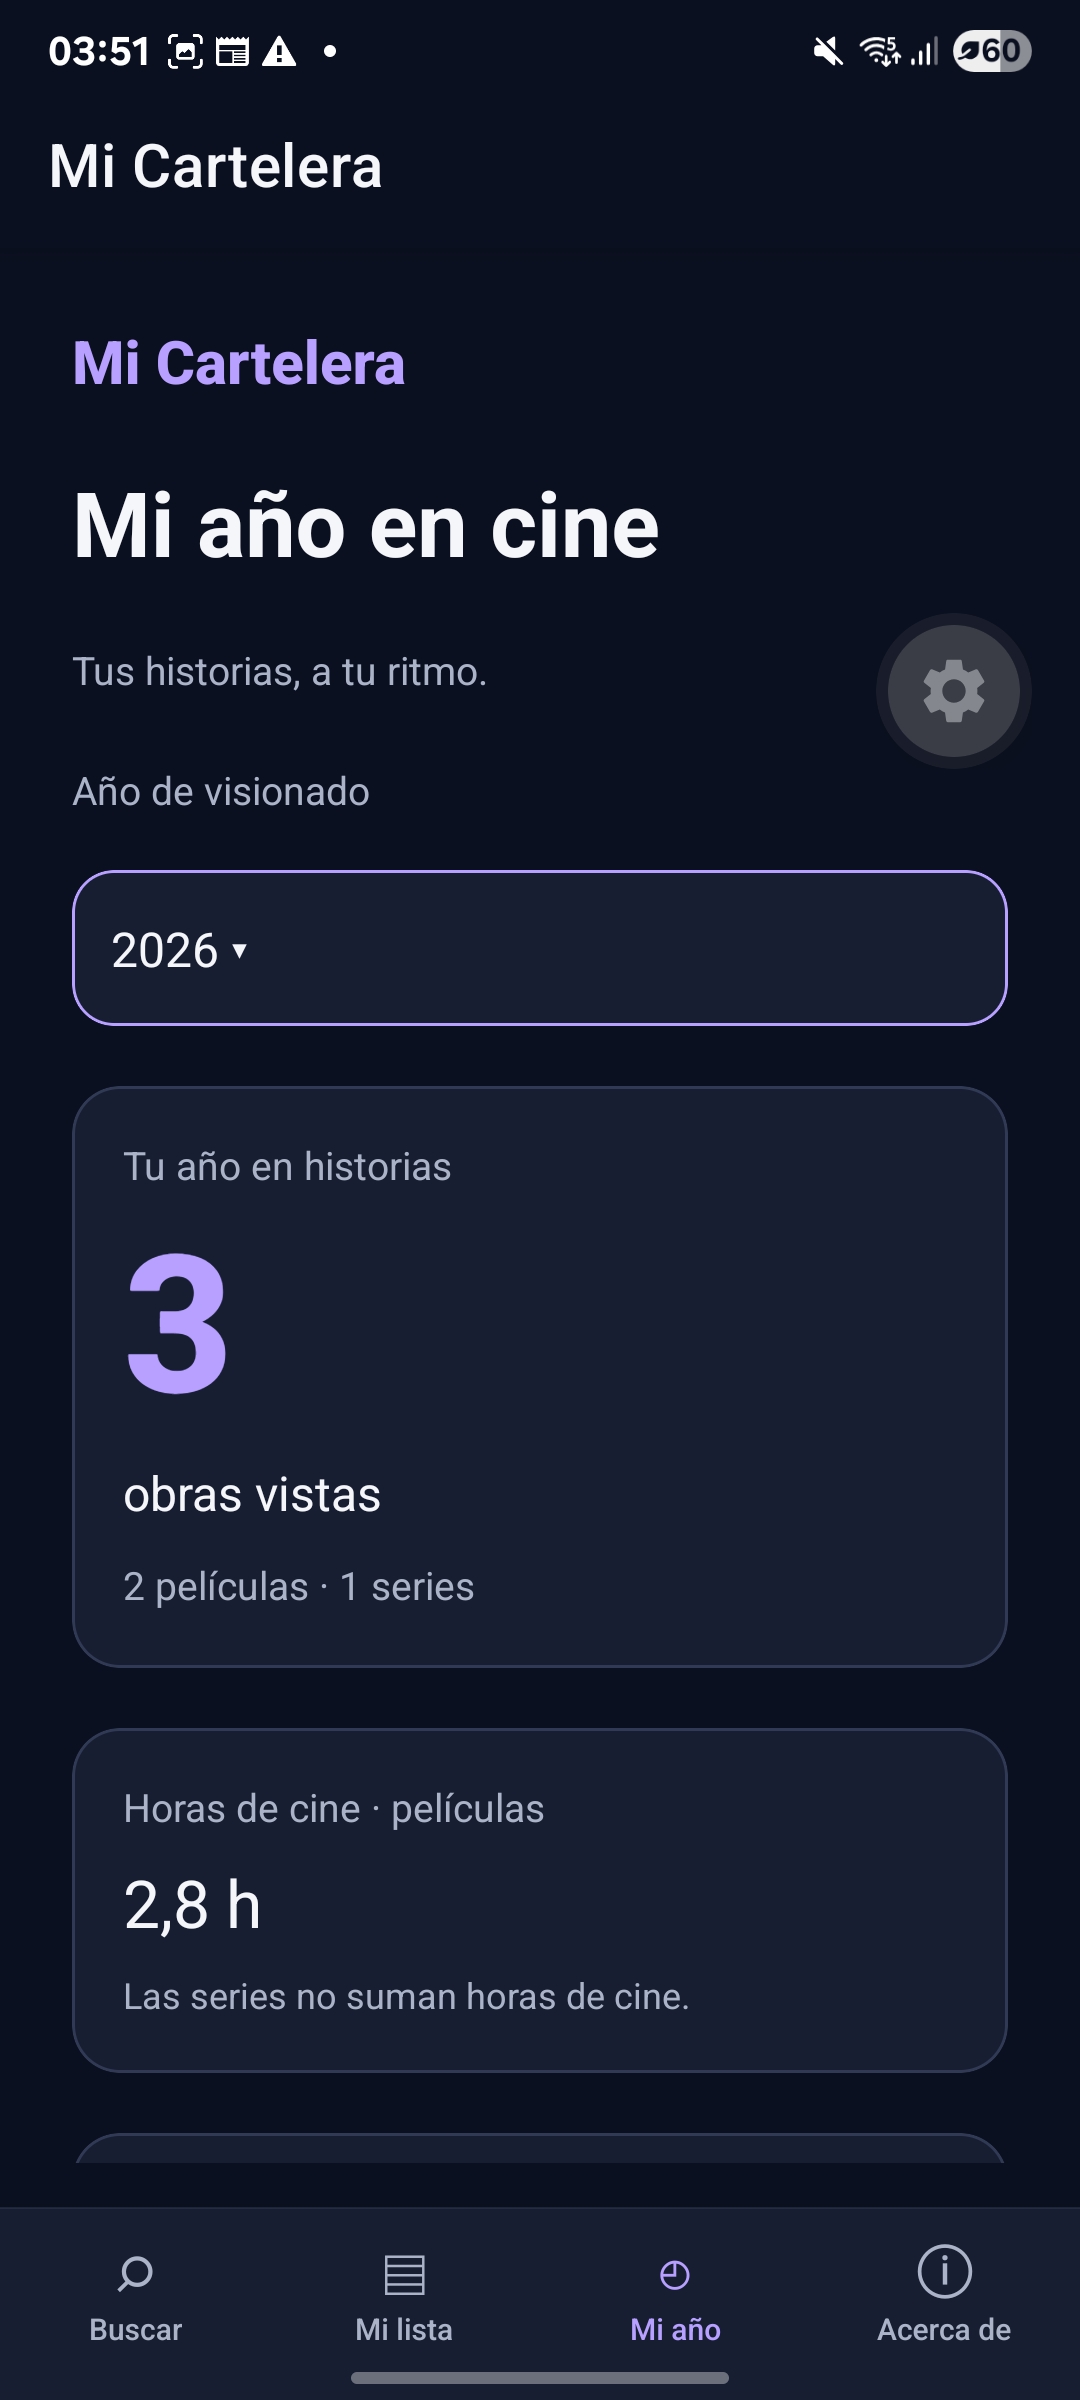 03:51
5
60
Mi Cartelera
Mi Cartelera
Mi año en cine
Tus historias, a tu ritmo.
Año de visionado
2026 ▾
Tu año en historias
3
obras vistas
2 películas · 1 series
Horas de cine · películas
2,8 h
Las series no suman horas de cine.
Buscar
Mi lista
Mi año
Acerca de